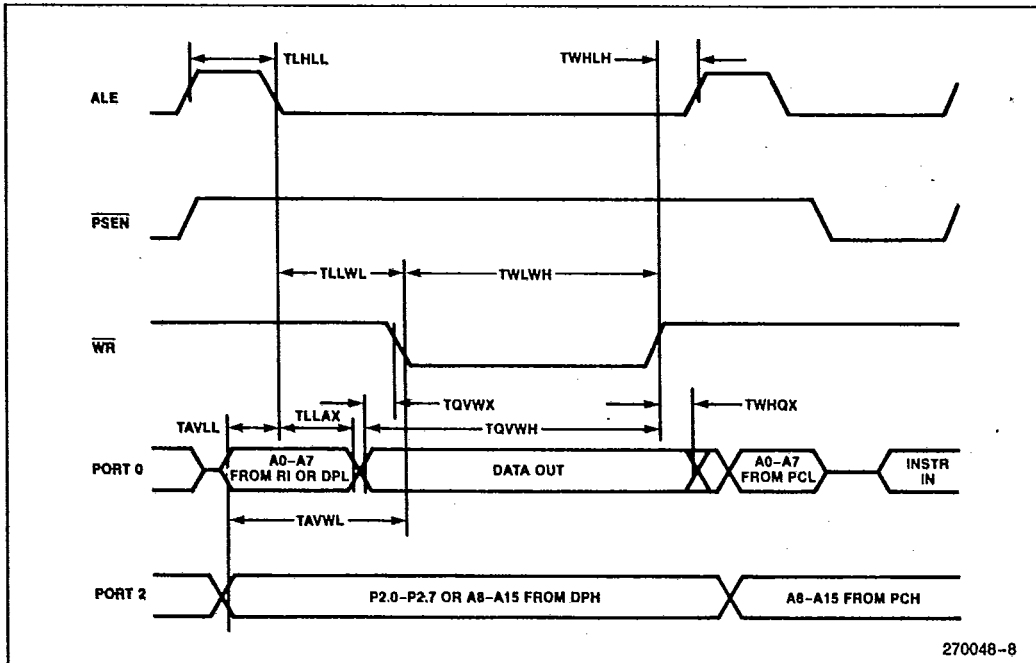 TLHLL
TWHLH
ALE
PSEN
TLLWL
TWLWH
WR
TQVWX
TWHQX
TAVLL
TLLAX
TQVWH
PORT 0
A0–A7
FROM RI OR DPL
DATA OUT
A0–A7
FROM PCL
INSTR
IN
TAVWL
PORT 2
P2.0–P2.7 OR A8–A15 FROM DPH
A8–A15 FROM PCH
270048–8